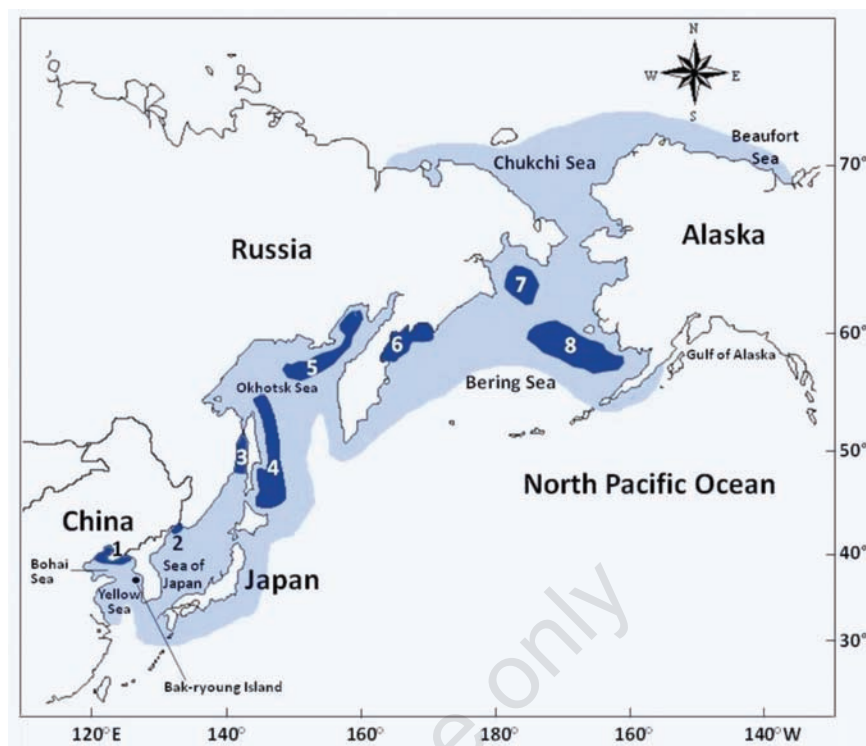 N
W E
S
Beaufort
Sea
Chukchi Sea
70°
Russia
Alaska
7
60°
6
8
5
Gulf of Alaska
Okhotsk Sea
Bering Sea
50°
3
4
North Pacific Ocean
China
1
2
40°
Bohai
Sea
Sea of
Japan
Japan
Yellow
Sea
30°
Bak-ryoung Island
e only
120°E
140°
160°
180°
160°
140°W